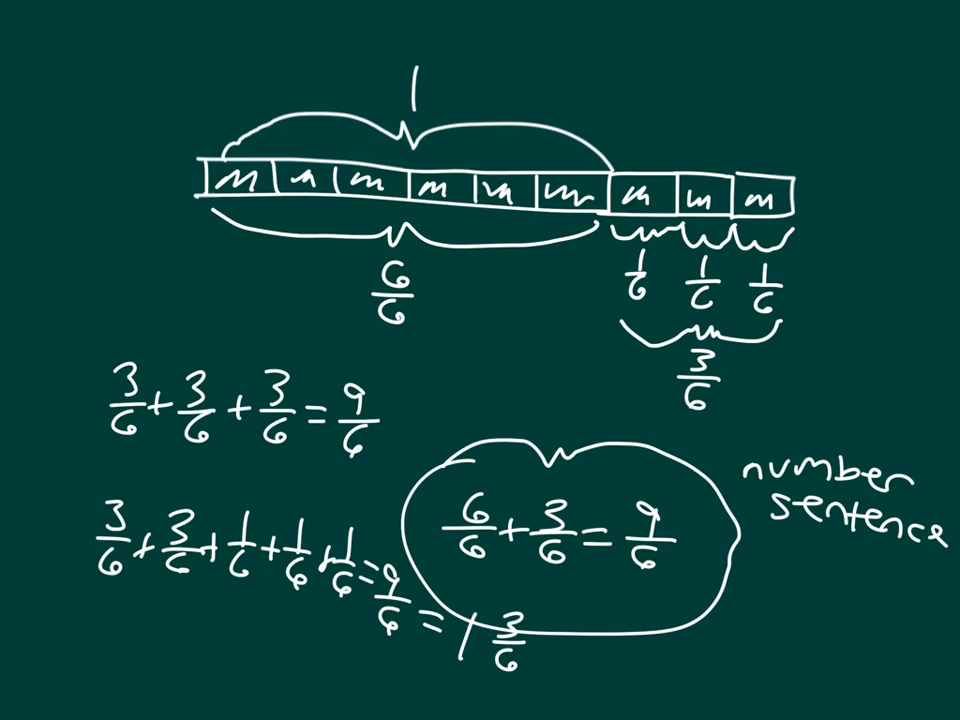 1
m m m m m m m m m
6/6
1/6 1/6 1/6
3/6
3/6 + 3/6 + 3/6 = 9/6
number
sentence
6/6 + 3/6 = 9/6
3/6 + 3/6 + 1/6 + 1/6 + 1/6 = 9/6 = 1 3/6